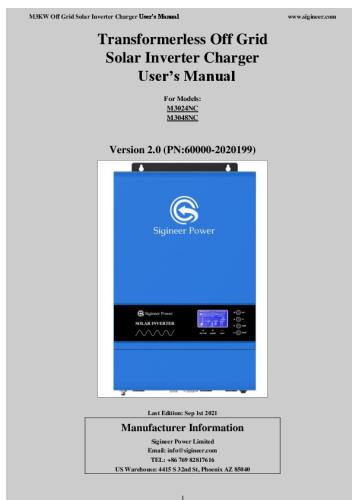 M3KW Off Grid Solar Inverter Charger User's Manual www.sigineer.com
Transformerless Off Grid
Solar Inverter Charger
User's Manual
For Models:
M3024NC
M3048NC
Version 2.0 (PN:60000-2020199)
Sigineer Power
Sigineer Power
SOLAR INVERTER
Last Edition: Sep 1st 2021
Manufacturer Information
Sigineer Power Limited
Email: info@sigineer.com
TEL: +86 769 82817616
US Warehouse: 4415 S 32nd St, Phoenix AZ 85040
1